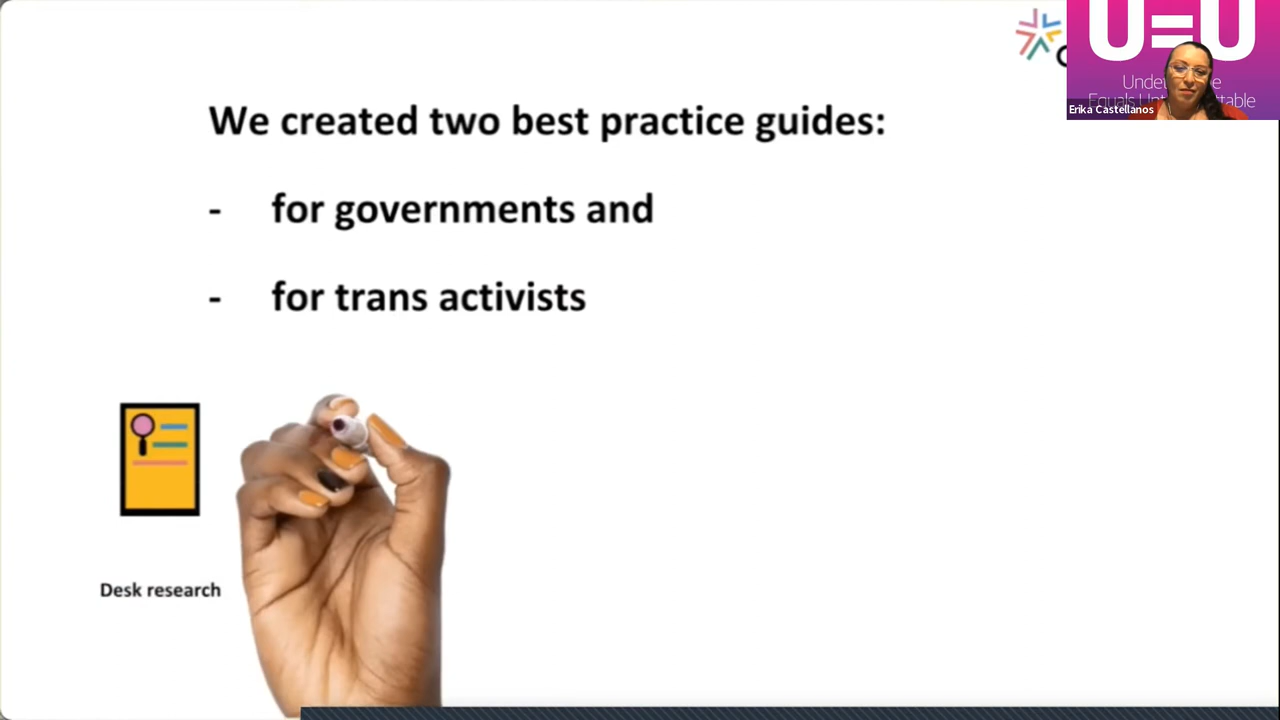 We created two best practice guides:
- for governments and
- for trans activists
Desk research
U=U
Erika Castellanos